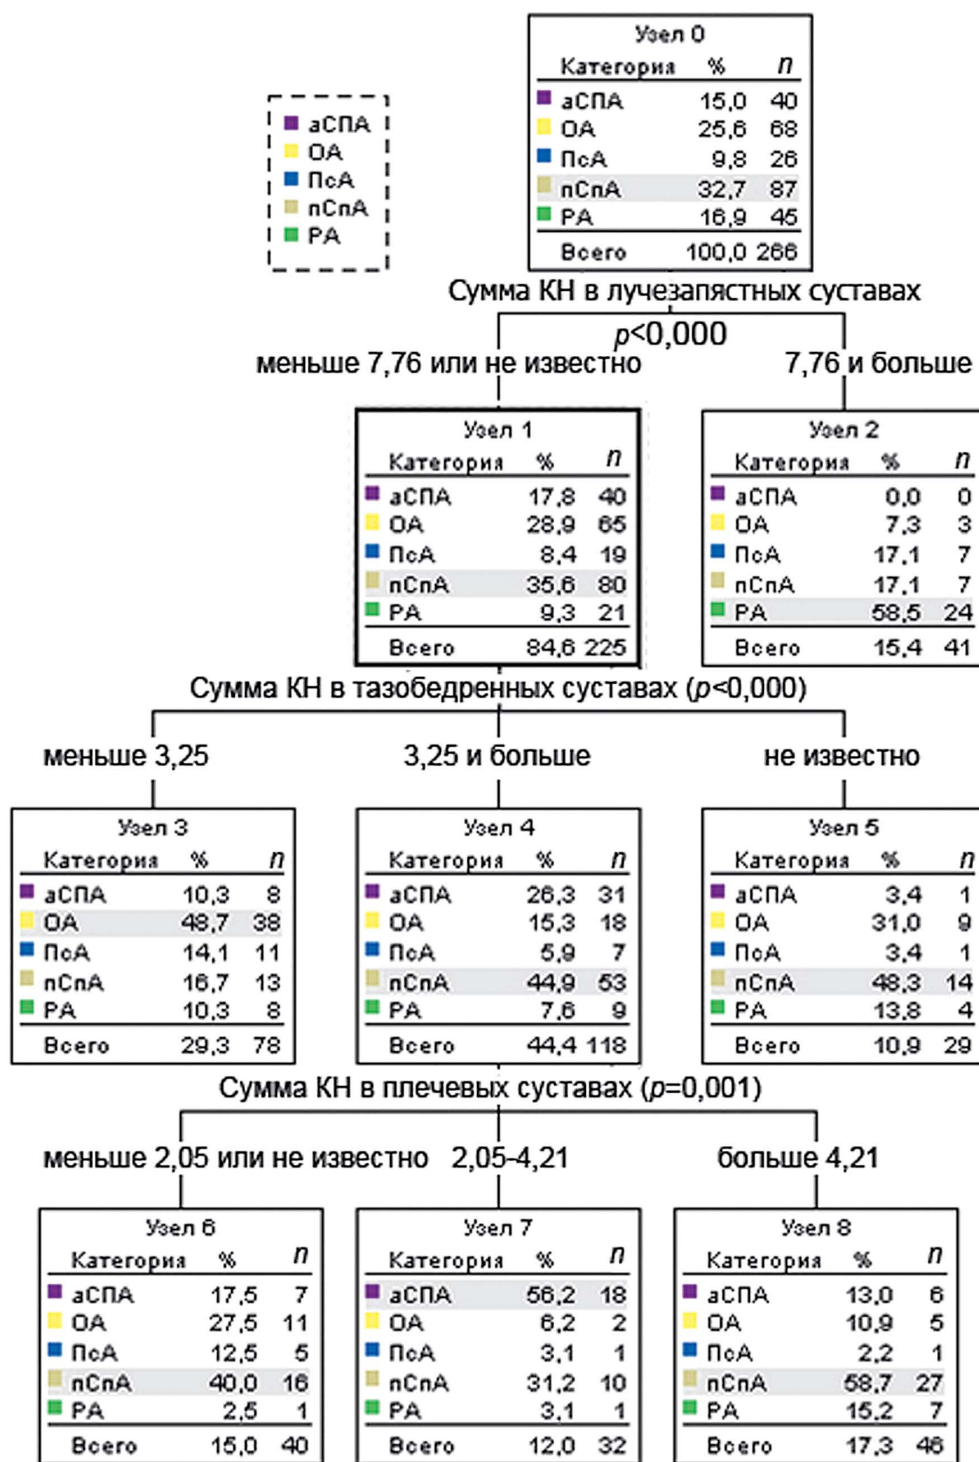 Узел 0
Категория % n
аСПА 15,0 40
ОА 25,6 68
ПсА 9,8 26
пСпА 32,7 87
РА 16,9 45
Всего 100,0 266
аСПА
ОА
ПсА
пСпА
РА
Сумма КН в лучезапястных суставах
p<0,000
меньше 7,76 или не известно
7,76 и больше
Узел 1
Категория % n
аСПА 17,8 40
ОА 28,9 65
ПсА 8,4 19
пСпА 35,6 80
РА 9,3 21
Всего 84,6 225
Узел 2
Категория % n
аСПА 0,0 0
ОА 7,3 3
ПсА 17,1 7
пСпА 17,1 7
РА 58,5 24
Всего 15,4 41
Сумма КН в тазобедренных суставах (p<0,000)
меньше 3,25
3,25 и больше
не известно
Узел 3
Категория % n
аСПА 10,3 8
ОА 48,7 38
ПсА 14,1 11
пСпА 16,7 13
РА 10,3 8
Всего 29,3 78
Узел 4
Категория % n
аСПА 26,3 31
ОА 15,3 18
ПсА 5,9 7
пСпА 44,9 53
РА 7,6 9
Всего 44,4 118
Узел 5
Категория % n
аСПА 3,4 1
ОА 31,0 9
ПсА 3,4 1
пСпА 48,3 14
РА 13,8 4
Всего 10,9 29
Сумма КН в плечевых суставах (p=0,001)
меньше 2,05 или не известно
2,05-4,21
больше 4,21
Узел 6
Категория % n
аСПА 17,5 7
ОА 27,5 11
ПсА 12,5 5
пСпА 40,0 16
РА 2,5 1
Всего 15,0 40
Узел 7
Категория % n
аСПА 56,2 18
ОА 6,2 2
ПсА 3,1 1
пСпА 31,2 10
РА 3,1 1
Всего 12,0 32
Узел 8
Категория % n
аСПА 13,0 6
ОА 10,9 5
ПсА 2,2 1
пСпА 58,7 27
РА 15,2 7
Всего 17,3 46